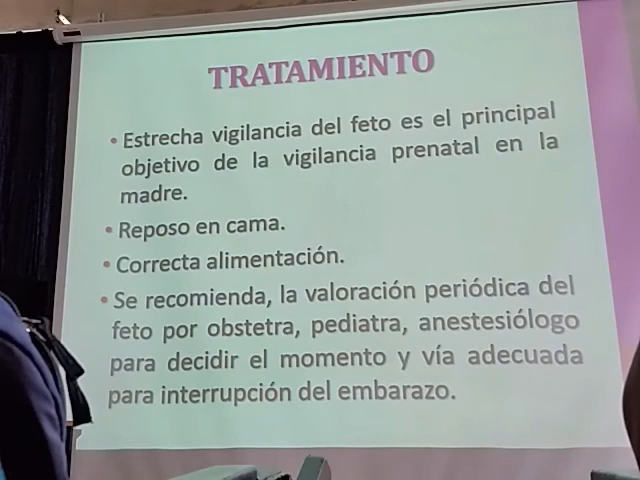 TRATAMIENTO
• Estrecha vigilancia del feto es el principal
objetivo de la vigilancia prenatal en la
madre.
• Reposo en cama.
• Correcta alimentación.
• Se recomienda, la valoración periódica del
feto por obstetra, pediatra, anestesiólogo
para decidir el momento y vía adecuada
para interrupción del embarazo.